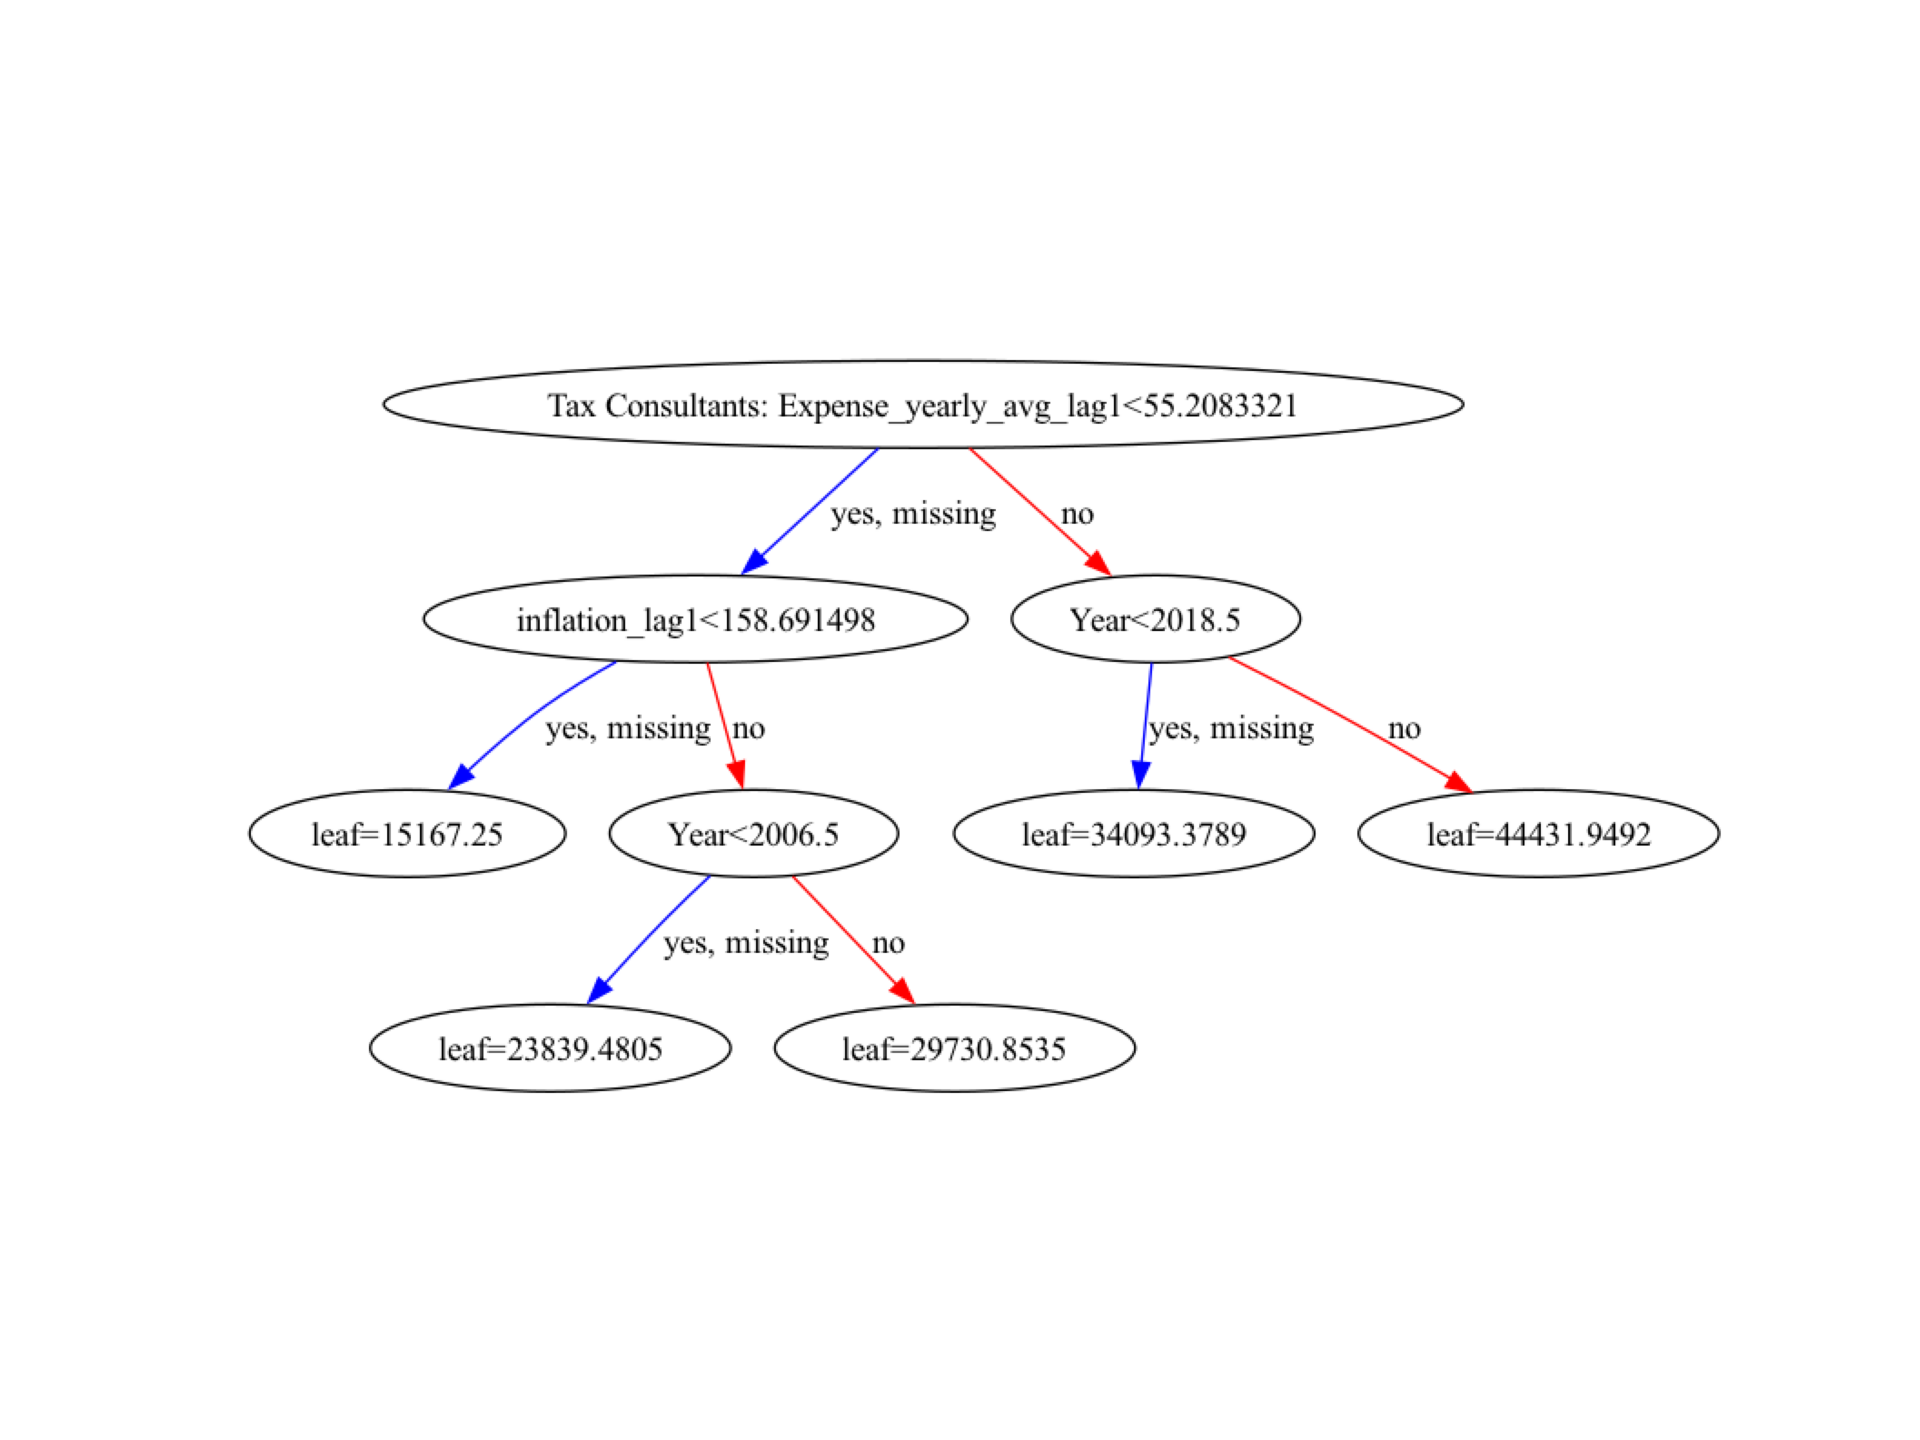 Tax Consultants: Expense_yearly_avg_lag1<55.2083321
yes, missing
no
inflation_lag1<158.691498
Year<2018.5
yes, missing
no
yes, missing
no
leaf=15167.25
Year<2006.5
leaf=34093.3789
leaf=44431.9492
yes, missing
no
leaf=23839.4805
leaf=29730.8535